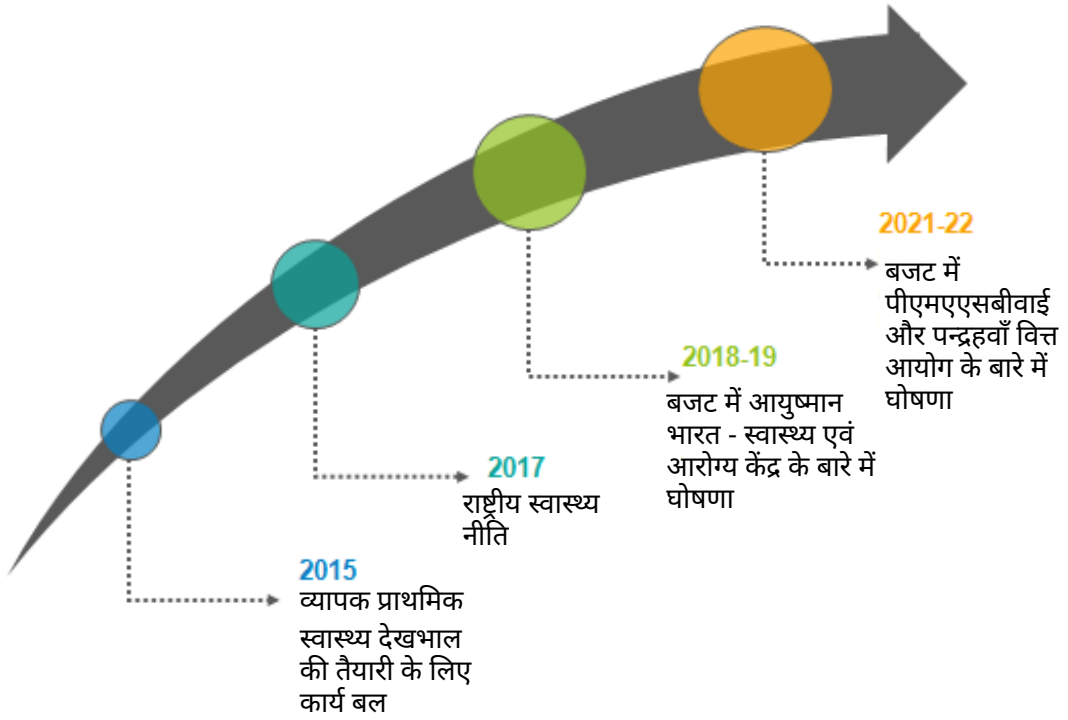 2015
व्यापक प्राथमिक
स्वास्थ्य देखभाल
की तैयारी के लिए
कार्य बल
2017
राष्ट्रीय स्वास्थ्य
नीति
2018-19
बजट में आयुष्मान
भारत - स्वास्थ्य एवं
आरोग्य केंद्र के बारे में
घोषणा
2021-22
बजट में
पीएमएएसबीवाई
और पन्द्रहवाँ वित्त
आयोग के बारे में
घोषणा